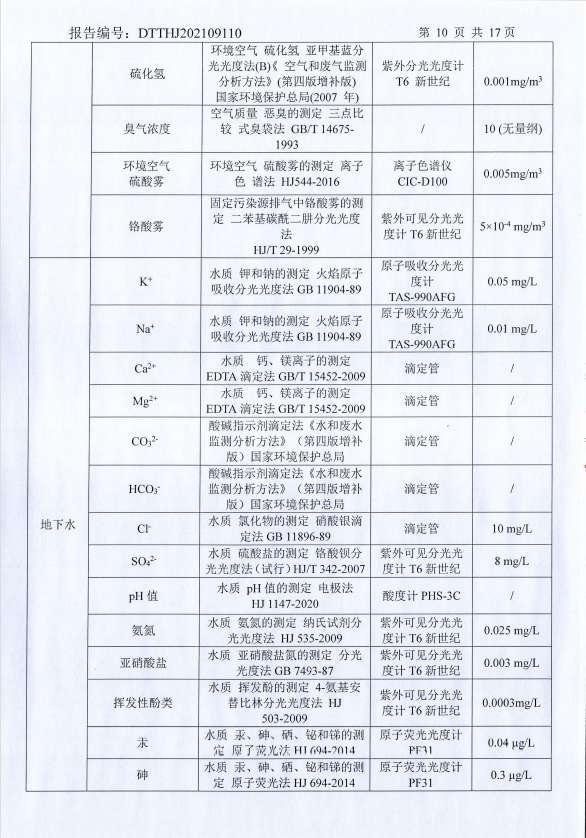 报告编号：DTTHJ202109110 第 10 页 共 17 页
硫化氢
环境空气 硫化氢 亚甲基蓝分
光光度法(B)《 空气和废气监测
分析方法》(第四版增补版)
国家环境保护总局(2007 年)
紫外分光光度计
T6 新世纪
0.001mg/m³
臭气浓度
空气质量 恶臭的测定 三点比
较 式臭袋法 GB/T 14675-
1993
/
10 (无量纲)
环境空气
硫酸雾
环境空气 硫酸雾的测定 离子
色 谱法 HJ544-2016
离子色谱仪
CIC-D100
0.005mg/m³
铬酸雾
固定污染源排气中铬酸雾的测
定 二苯基碳酰二肼分光光度
法
HJ/T 29-1999
紫外可见分光光
度计 T6 新世纪
5×10⁻⁴ mg/m³
地下水
K⁺
水质 钾和钠的测定 火焰原子
吸收分光光度法 GB 11904-89
原子吸收分光光
度计
TAS-990AFG
0.05 mg/L
Na⁺
水质 钾和钠的测定 火焰原子
吸收分光光度法 GB 11904-89
原子吸收分光光
度计
TAS-990AFG
0.01 mg/L
Ca²⁺
水质 钙、镁离子的测定
EDTA 滴定法 GB/T 15452-2009
滴定管
/
Mg²⁺
水质 钙、镁离子的测定
EDTA 滴定法 GB/T 15452-2009
滴定管
/
CO₃²⁻
酸碱指示剂滴定法《水和废水
监测分析方法》（第四版增补
版）国家环境保护总局
滴定管
/
HCO₃⁻
酸碱指示剂滴定法《水和废水
监测分析方法》（第四版增补
版）国家环境保护总局
滴定管
/
Cl⁻
水质 氯化物的测定 硝酸银滴
定法 GB 11896-89
滴定管
10 mg/L
SO₄²⁻
水质 硫酸盐的测定 铬酸钡分
光光度法（试行）HJ/T 342-2007
紫外可见分光光
度计 T6 新世纪
8 mg/L
pH 值
水质 pH 值的测定 电极法
HJ 1147-2020
酸度计 PHS-3C
/
氨氮
水质 氨氮的测定 纳氏试剂分
光光度法 HJ 535-2009
紫外可见分光光
度计 T6 新世纪
0.025 mg/L
亚硝酸盐
水质 亚硝酸盐氮的测定 分光
光度法 GB 7493-87
紫外可见分光光
度计 T6 新世纪
0.003 mg/L
挥发性酚类
水质 挥发酚的测定 4-氨基安
替比林分光光度法 HJ
503-2009
紫外可见分光光
度计 T6 新世纪
0.0003mg/L
汞
水质 汞、砷、硒、铋和锑的测
定 原子荧光法 HJ 694-2014
原子荧光光度计
PF31
0.04 μg/L
砷
水质 汞、砷、硒、铋和锑的测
定 原子荧光法 HJ 694-2014
原子荧光光度计
PF31
0.3 μg/L